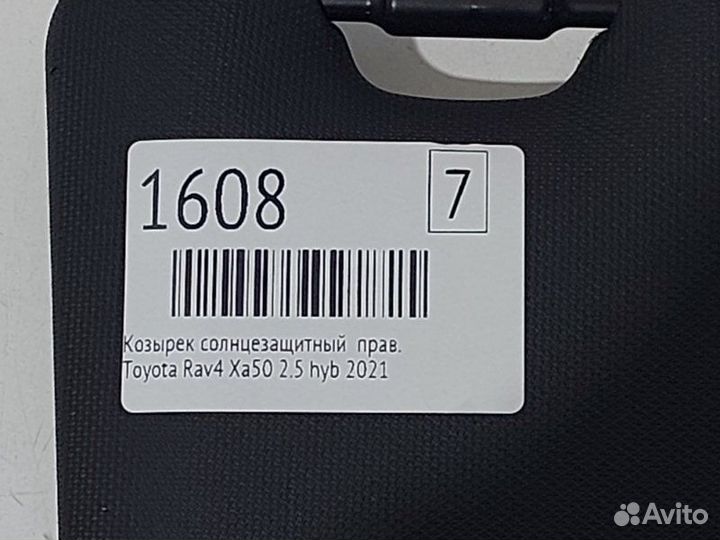 1608
7
Козырек солнцезащитный прав.
Toyota Rav4 Xa50 2.5 hyb 2021
Avito